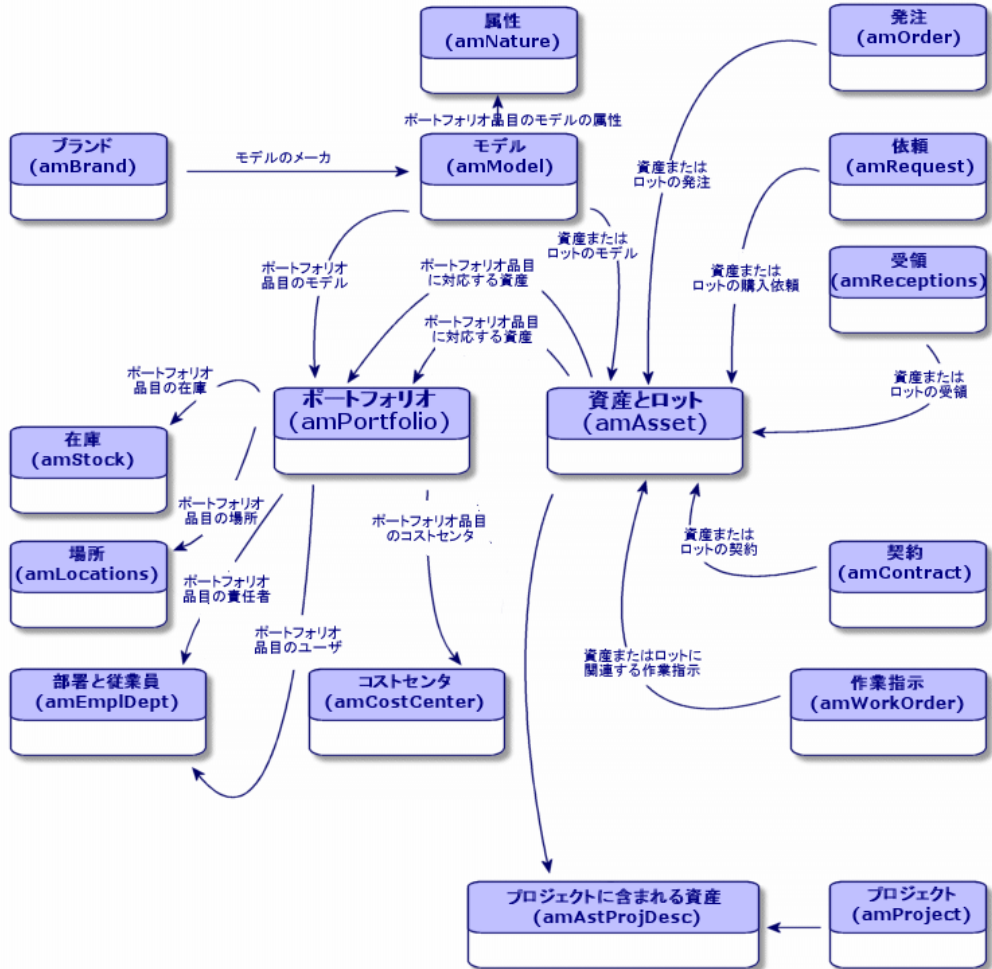 属性
(amNature)
発注
(amOrder)
ポートフォリオ品目のモデルの属性
ブランド
(amBrand)
モデルのメーカ
モデル
(amModel)
資産または
ロットの発注
依頼
(amRequest)
資産または
ロットのモデル
ポートフォリオ
品目のモデル
ポートフォリオ品目
に対応する資産
資産または
ロットの購入依頼
受領
(amReceptions)
ポートフォリオ品目
に対応する資産
ポートフォリオ
品目の在庫
ポートフォリオ
(amPortfolio)
資産とロット
(amAsset)
資産または
ロットの受領
在庫
(amStock)
ポートフォリオ
品目の場所
ポートフォリオ品目
のコストセンタ
資産または
ロットの契約
場所
(amLocations)
契約
(amContract)
ポートフォリオ
品目の責任者
ポートフォリオ
品目のユーザ
資産またはロットに
関連する作業指示
部署と従業員
(amEmplDept)
コストセンタ
(amCostCenter)
作業指示
(amWorkOrder)
プロジェクトに含まれる資産
(amAstProjDesc)
プロジェクト
(amProject)